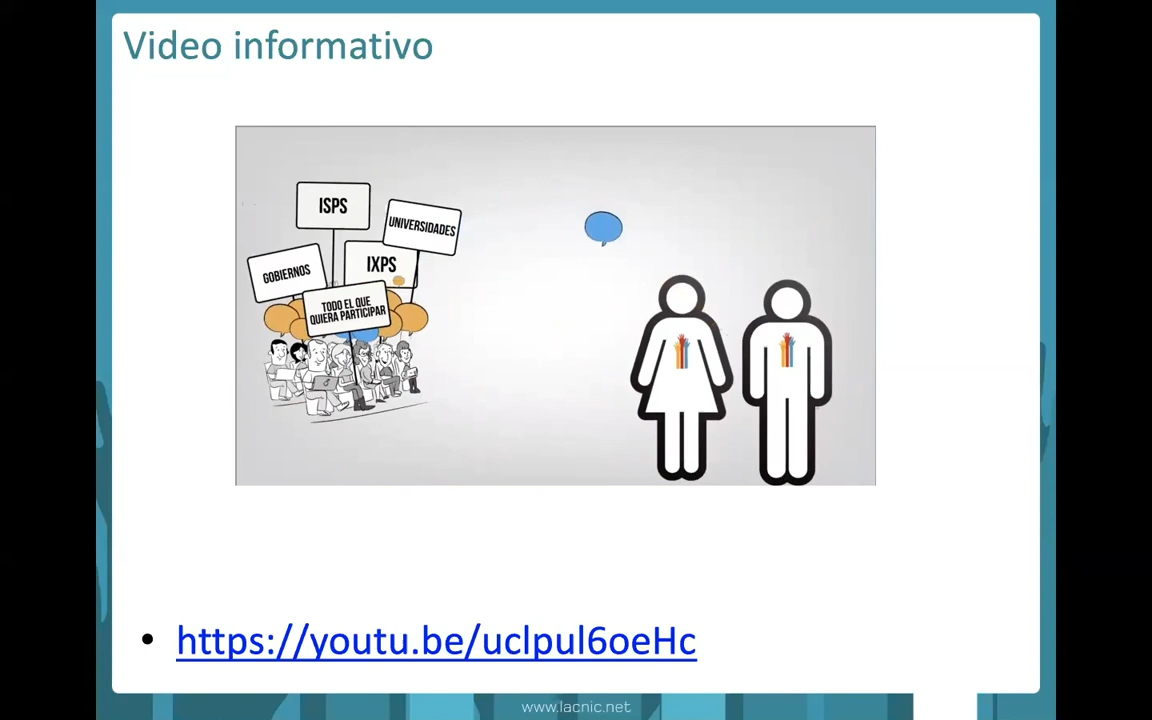 Video informativo
ISPS
UNIVERSIDADES
GOBIERNOS
IXPS
TODO EL QUE
QUIERA PARTICIPAR
• https://youtu.be/uclpul6oeHc
www.lacnic.net